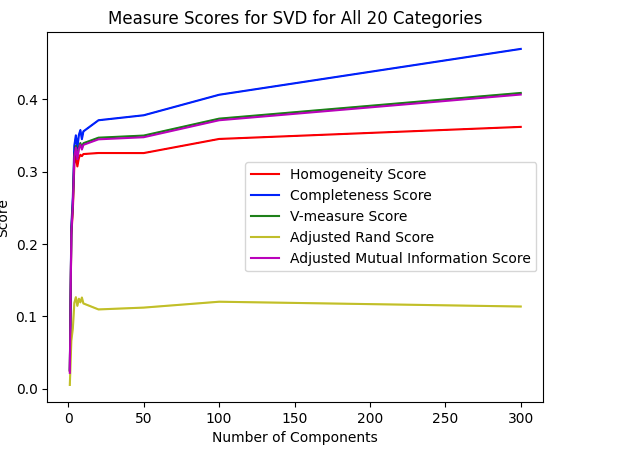 Measure Scores for SVD for All 20 Categories
0.4
0.3
0.2
0.1
0.0
Score
Homogeneity Score
Completeness Score
V-measure Score
Adjusted Rand Score
Adjusted Mutual Information Score
0 50 100 150 200 250 300
Number of Components